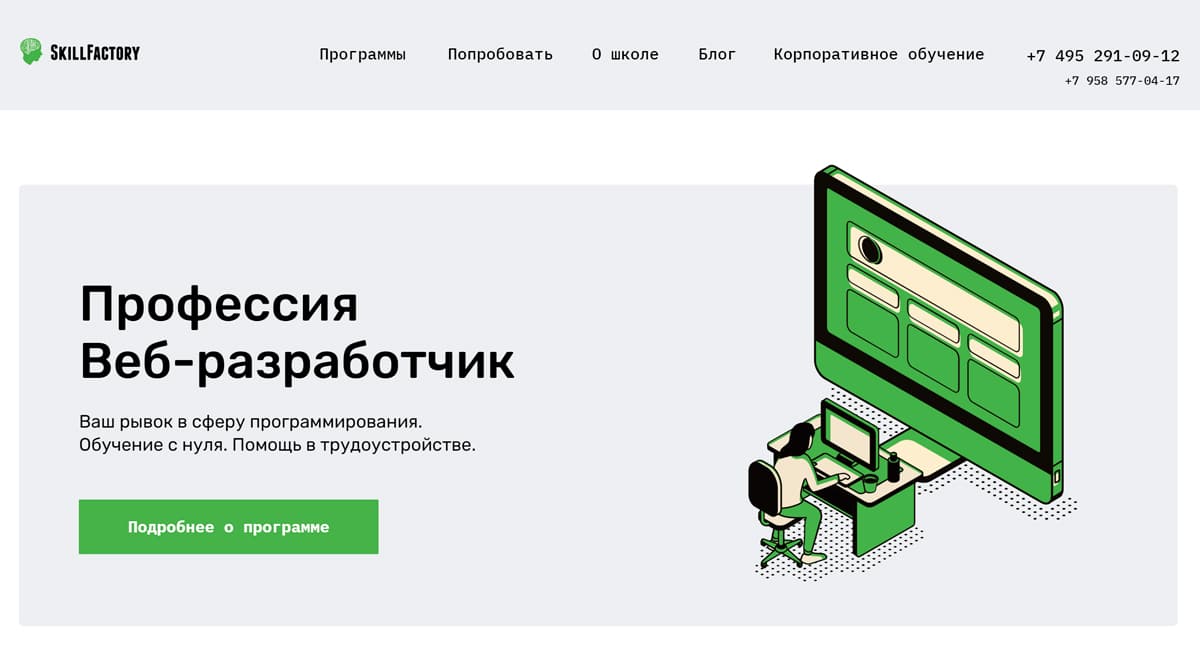 SkillFactory
Программы
Попробовать
О школе
Блог
Корпоративное обучение
+7 495 291-09-12
+7 958 577-04-17
Профессия
Веб-разработчик
Ваш рывок в сферу программирования.
Обучение с нуля. Помощь в трудоустройстве.
Подробнее о программе